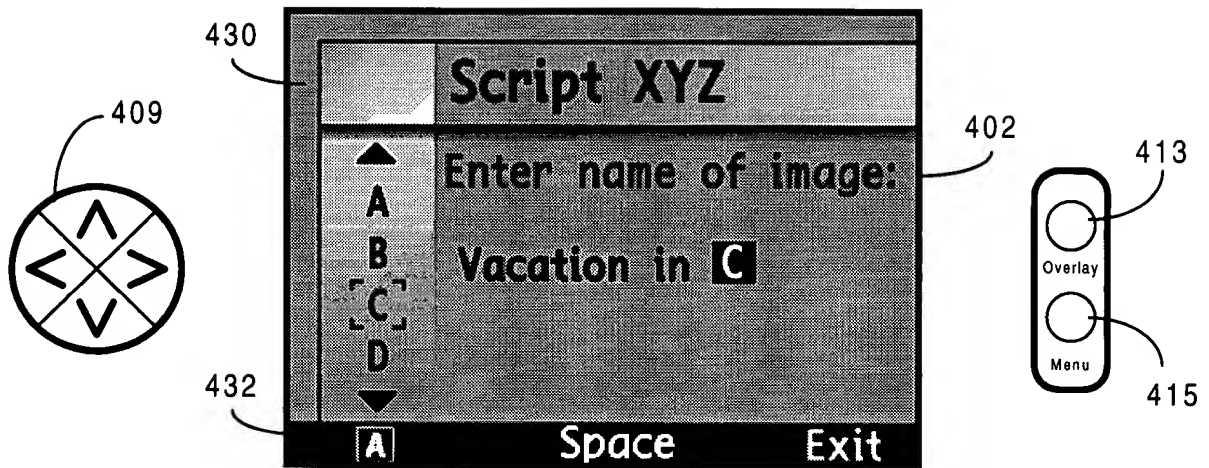 430
Script XYZ
409
402
413
Enter name of image:
A
B
Vacation in C
Overlay
C
D
Menu
432
415
A Space Exit